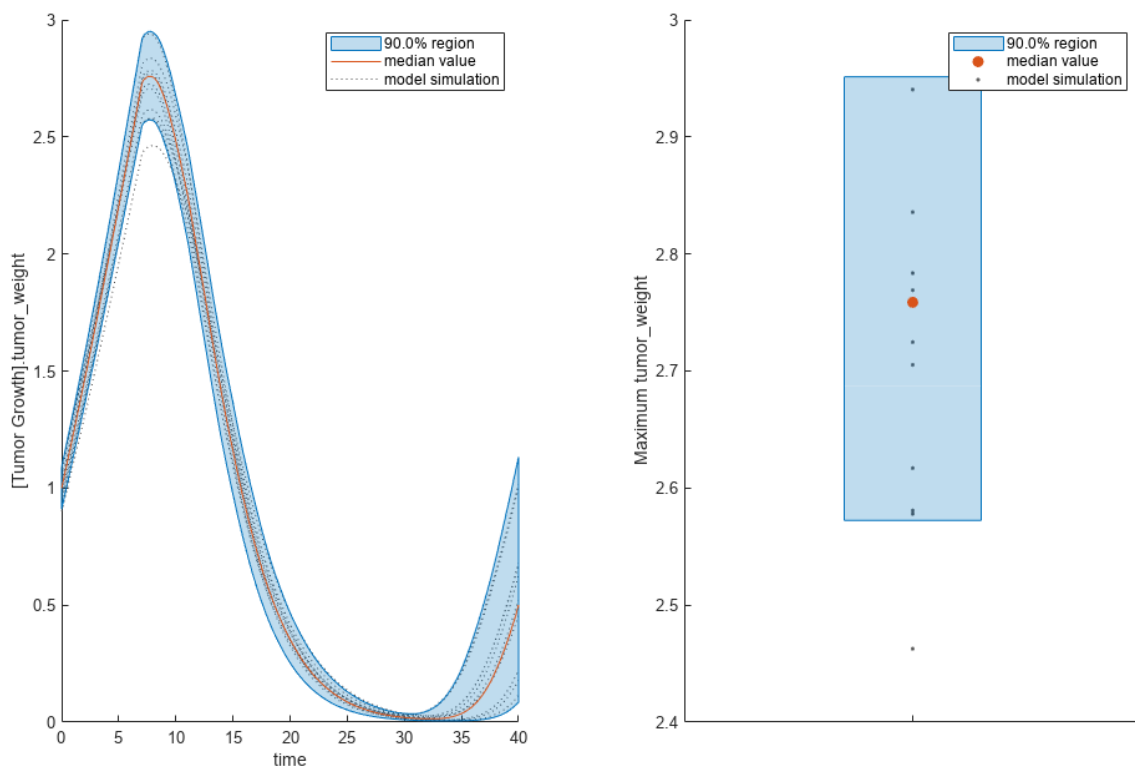 [Tumor Growth].tumor_weight
3
2.5
2
1.5
1
0.5
0
0 5 10 15 20 25 30 35 40
time
90.0% region
median value
model simulation
Maximum tumor_weight
3
2.9
2.8
2.7
2.6
2.5
2.4
90.0% region
median value
model simulation